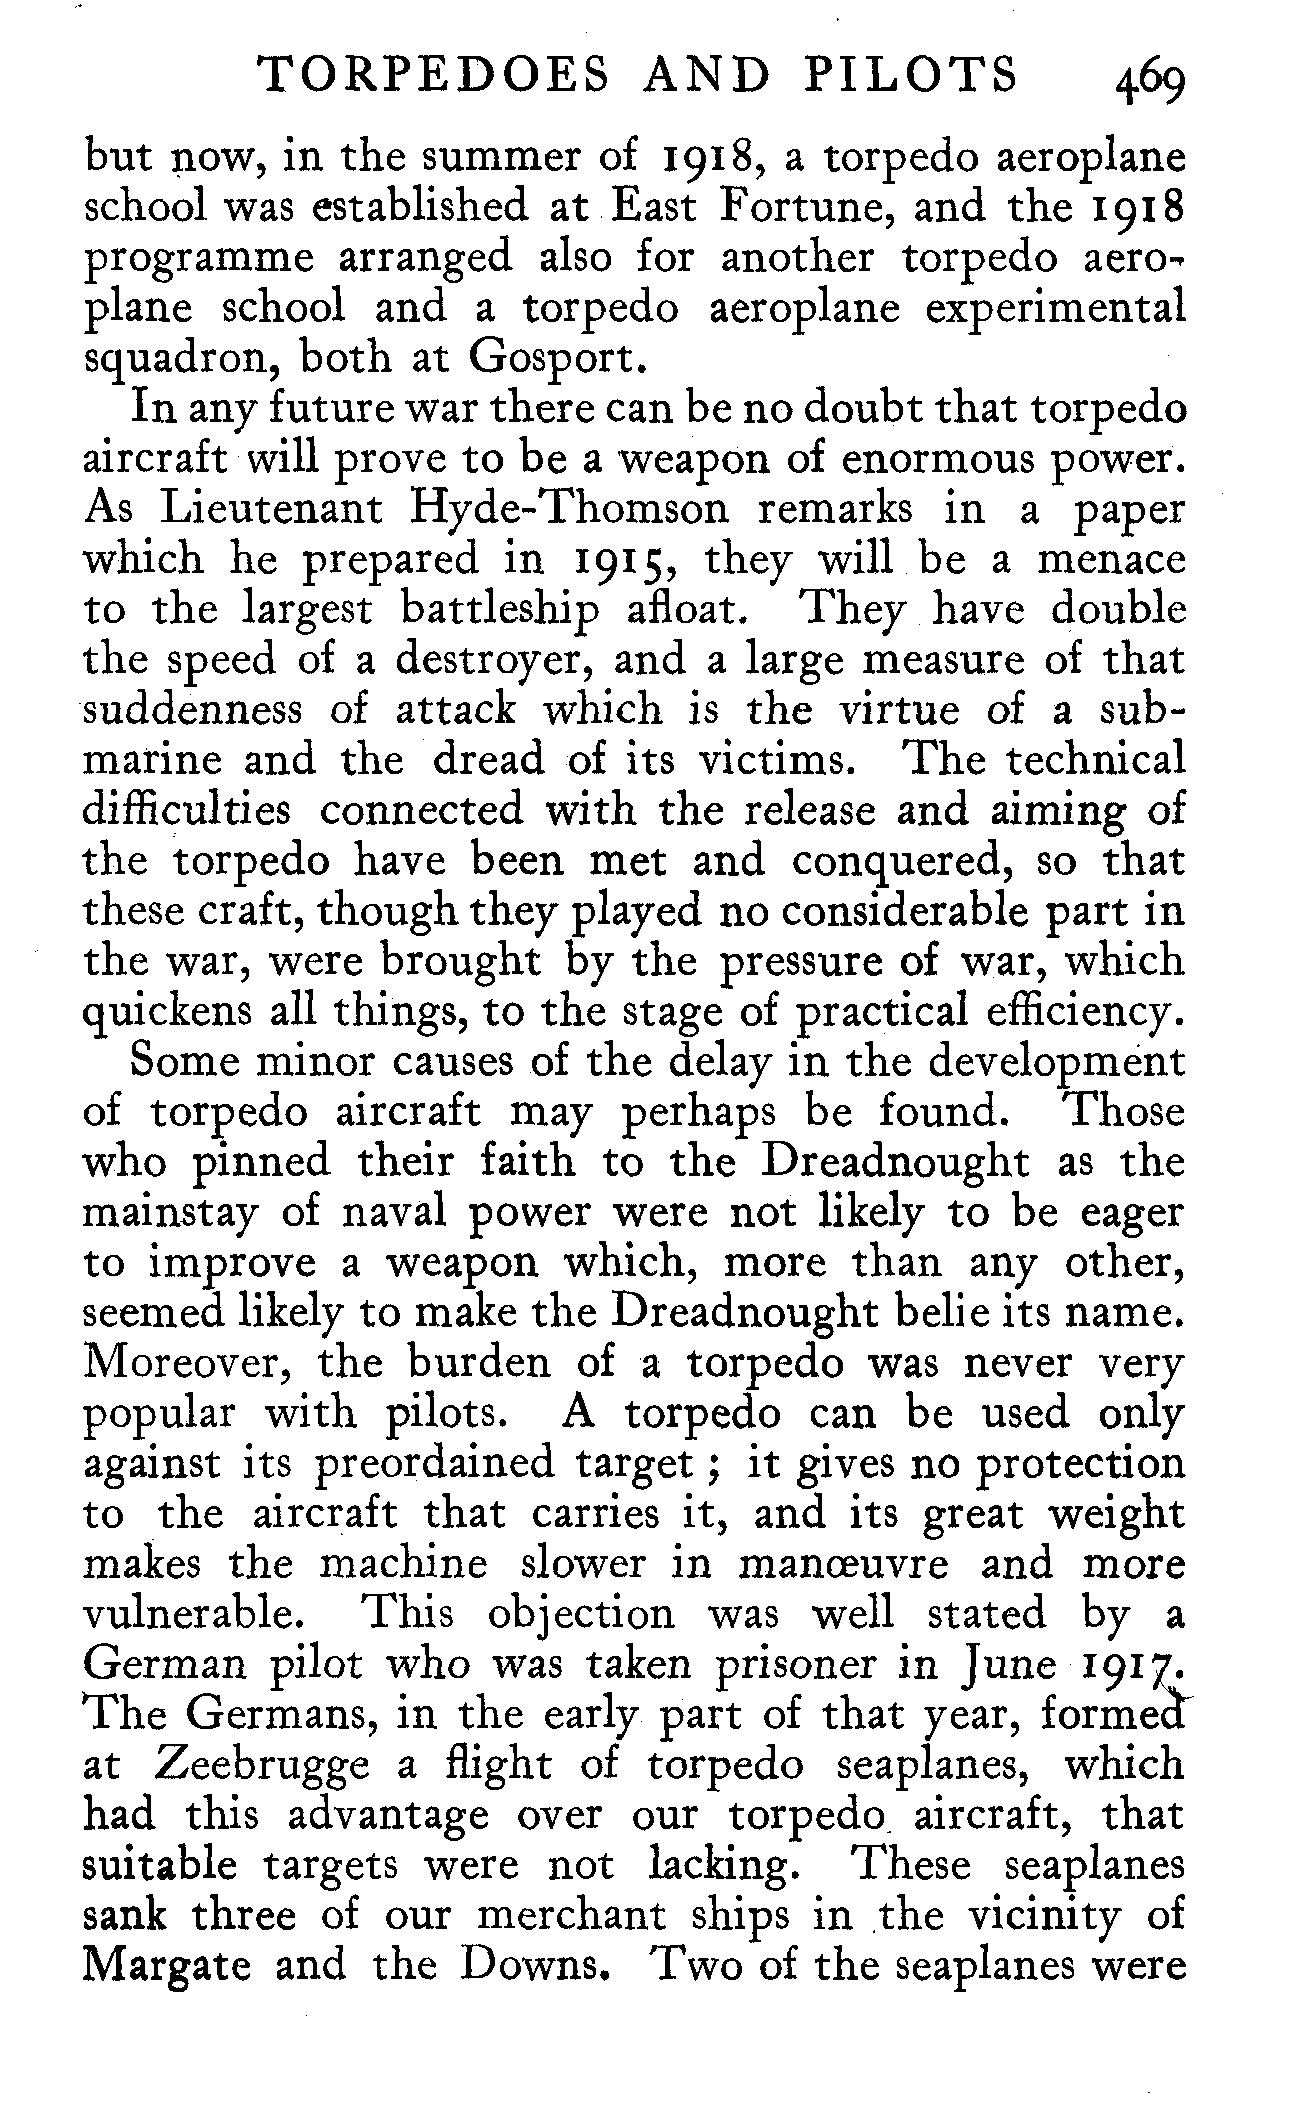 TORPEDOES AND PILOTS 469
but now, in the summer of 1918, a torpedo aeroplane
school was established at East Fortune, and the 1918
programme arranged also for another torpedo aero-
plane school and a torpedo aeroplane experimental
squadron, both at Gosport.
In any future war there can be no doubt that torpedo
aircraft will prove to be a weapon of enormous power.
As Lieutenant Hyde-Thomson remarks in a paper
which he prepared in 1915, they will be a menace
to the largest battleship afloat. They have double
the speed of a destroyer, and a large measure of that
suddenness of attack which is the virtue of a sub-
marine and the dread of its victims. The technical
difficulties connected with the release and aiming of
the torpedo have been met and conquered, so that
these craft, though they played no considerable part in
the war, were brought by the pressure of war, which
quickens all things, to the stage of practical efficiency.
Some minor causes of the delay in the development
of torpedo aircraft may perhaps be found. Those
who pinned their faith to the Dreadnought as the
mainstay of naval power were not likely to be eager
to improve a weapon which, more than any other,
seemed likely to make the Dreadnought belie its name.
Moreover, the burden of a torpedo was never very
popular with pilots. A torpedo can be used only
against its preordained target ; it gives no protection
to the aircraft that carries it, and its great weight
makes the machine slower in manœuvre and more
vulnerable. This objection was well stated by a
German pilot who was taken prisoner in June 1917.
The Germans, in the early part of that year, formed
at Zeebrugge a flight of torpedo seaplanes, which
had this advantage over our torpedo aircraft, that
suitable targets were not lacking. These seaplanes
sank three of our merchant ships in the vicinity of
Margate and the Downs. Two of the seaplanes were